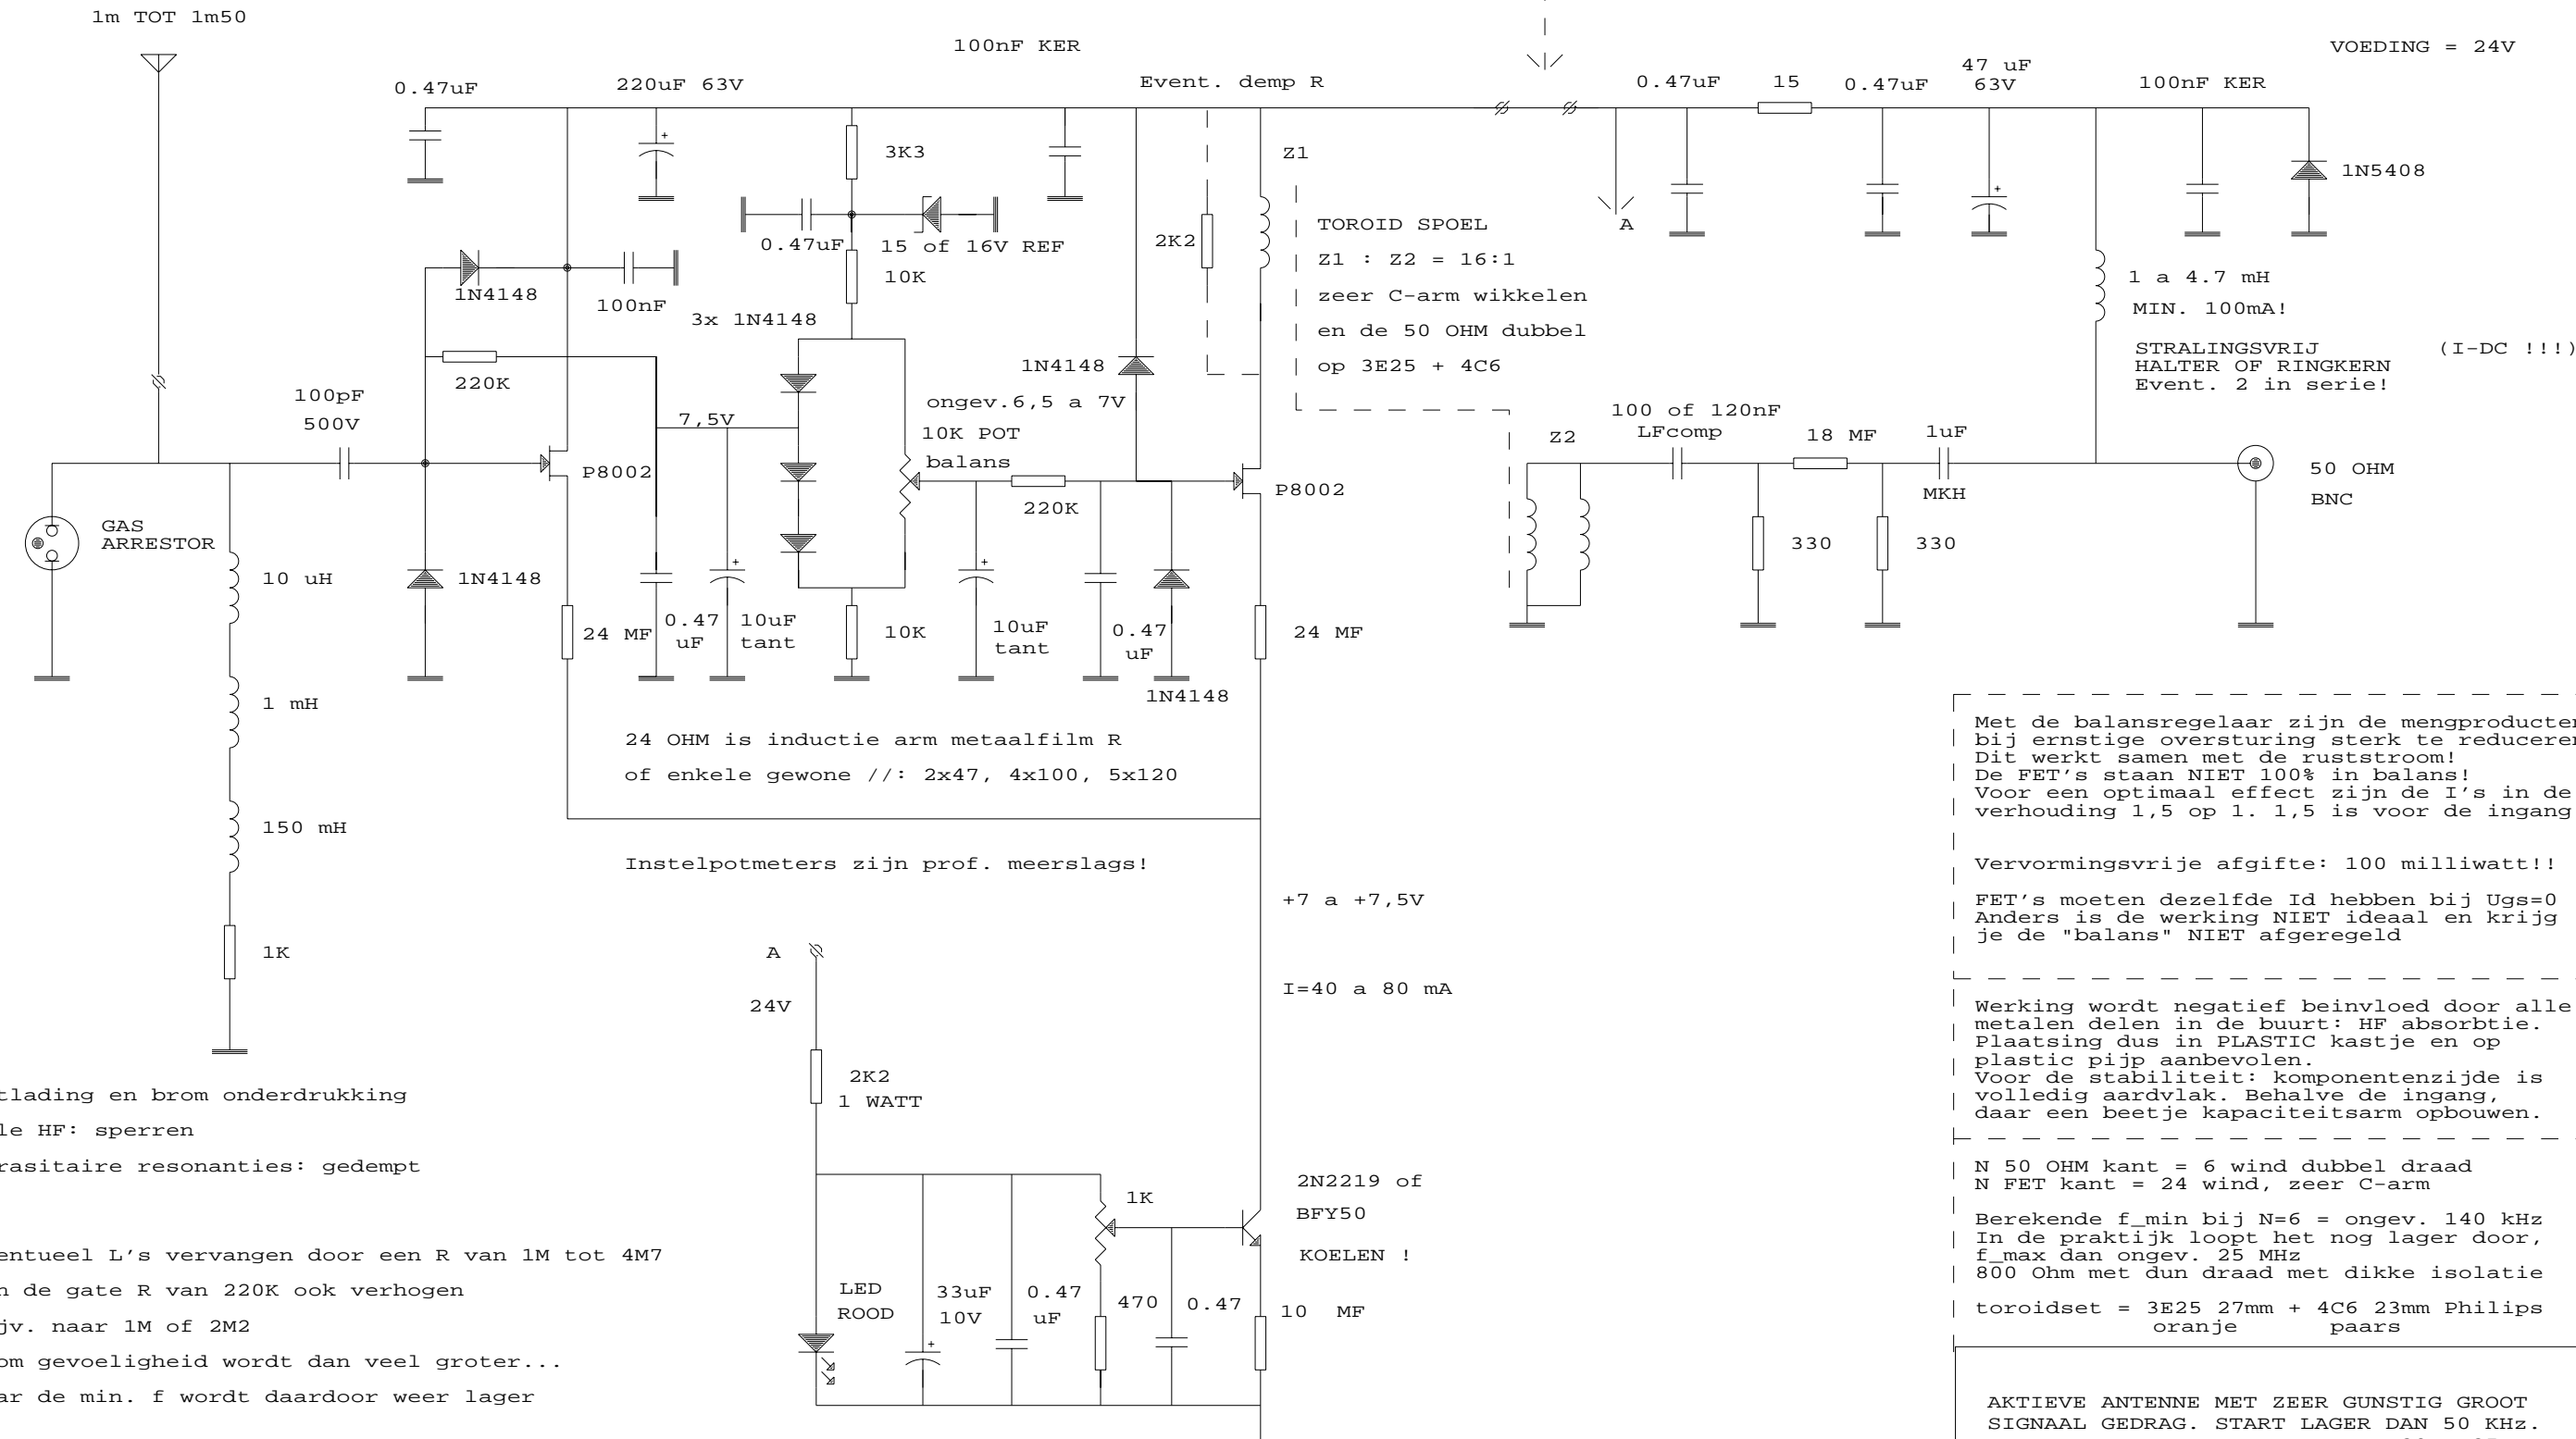 1m TOT 1m50
100nF KER
VOEDING = 24V
0.47uF
220uF 63V
Event. demp R
0.47uF
15
0.47uF
47 uF
63V
100nF KER
3K3
Z1
1N5408
0.47uF
15 of 16V REF
2K2
TOROID SPOEL
Z1 : Z2 = 16:1
zeer C-arm wikkelen
en de 50 OHM dubbel
op 3E25 + 4C6
A
10K
1N4148
100nF
3x 1N4148
1 a 4.7 mH
MIN. 100mA!
STRALINGSVRIJ (I-DC !!!)
HALTER OF RINGKERN
Event. 2 in serie!
1N4148
220K
100pF
500V
7,5V
ongev.6,5 a 7V
10K POT
balans
100 of 120nF
LFcomp
Z2
18 MF
1uF
MKH
P8002
220K
P8002
50 OHM
BNC
GAS
ARRESTOR
330
330
10 uH
1N4148
24 MF
0.47
uF
10uF
tant
10K
10uF
tant
0.47
uF
24 MF
1N4148
1 mH
24 OHM is inductie arm metaalfilm R
of enkele gewone //: 2x47, 4x100, 5x120
150 mH
Instelpotmeters zijn prof. meerslags!
+7 a +7,5V
1K
A
24V
I=40 a 80 mA
2K2
1 WATT
tlading en brom onderdrukking
le HF: sperren
rasitaire resonanties: gedempt
entueel L's vervangen door een R van 1M tot 4M7
n de gate R van 220K ook verhogen
jv. naar 1M of 2M2
om gevoeligheid wordt dan veel groter...
ar de min. f wordt daardoor weer lager
1K
2N2219 of
BFY50
KOELEN !
LED
ROOD
33uF
10V
0.47
uF
470
0.47
10 MF
Met de balansregelaar zijn de mengproducten
bij ernstige oversturing sterk te reduceren
Dit werkt samen met de ruststroom!
De FET's staan NIET 100% in balans!
Voor een optimaal effect zijn de I's in de
verhouding 1,5 op 1. 1,5 is voor de ingang
Vervormingsvrije afgifte: 100 milliwatt!!
FET's moeten dezelfde Id hebben bij Ugs=0
Anders is de werking NIET ideaal en krijg
je de "balans" NIET afgeregeld
Werking wordt negatief beinvloed door alle
metalen delen in de buurt: HF absorbtie.
Plaatsing dus in PLASTIC kastje en op
plastic pijp aanbevolen.
Voor de stabiliteit: komponentenzijde is
volledig aardvlak. Behalve de ingang,
daar een beetje kapaciteitsarm opbouwen.
N 50 OHM kant = 6 wind dubbel draad
N FET kant = 24 wind, zeer C-arm
Berekende f_min bij N=6 = ongev. 140 kHz
In de praktijk loopt het nog lager door,
f_max dan ongev. 25 MHz
800 Ohm met dun draad met dikke isolatie
toroidset = 3E25 27mm + 4C6 23mm Philips
oranje paars
AKTIEVE ANTENNE MET ZEER GUNSTIG GROOT
SIGNAAL GEDRAG. START LAGER DAN 50 KHz.